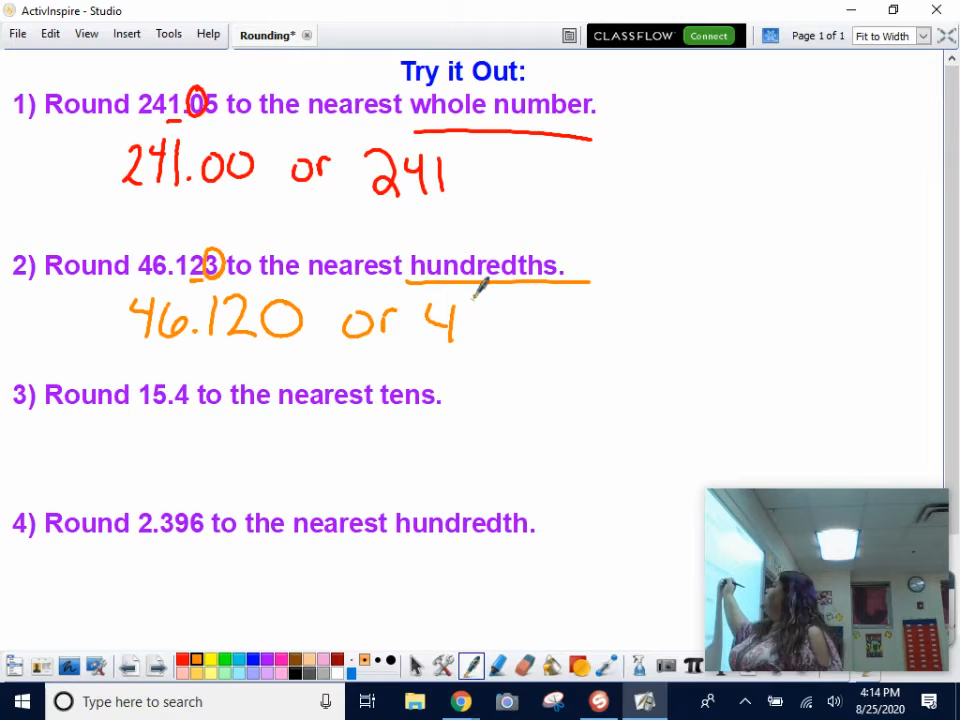 ActivInspire - Studio
File Edit View Insert Tools Help Rounding* CLASSFLOW Connect Page 1 of 1 Fit to Width
Try it Out:
1) Round 241.05 to the nearest whole number.
241.00 or 241
2) Round 46.123 to the nearest hundredths.
46.120 or 4
3) Round 15.4 to the nearest tens.
4) Round 2.396 to the nearest hundredth.
Type here to search
4:14 PM
8/25/2020